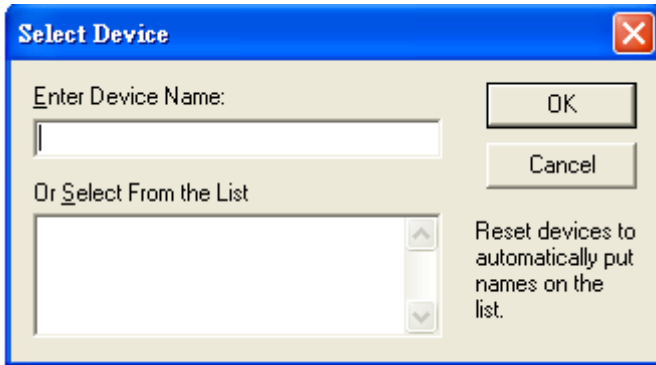 Select Device
Enter Device Name:
OK
Cancel
Or Select From the List
Reset devices to
automatically put
names on the
list.